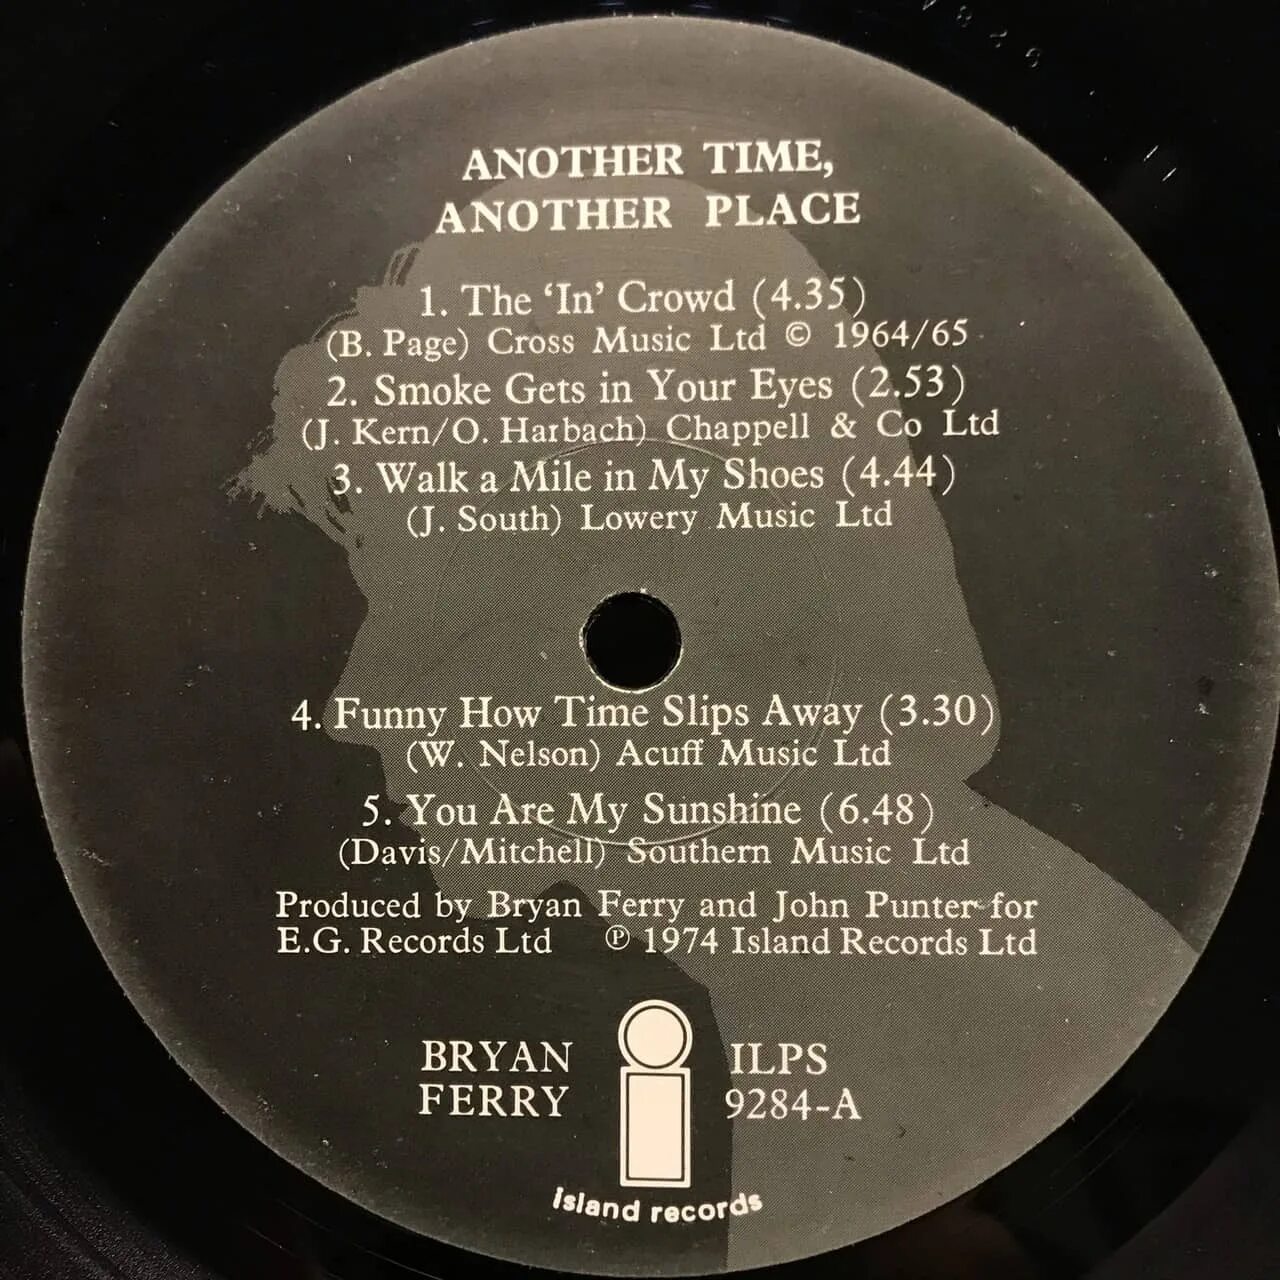 ANOTHER TIME,
ANOTHER PLACE
1. The ‘In’ Crowd (4.35)
(B. Page) Cross Music Ltd © 1964/65
2. Smoke Gets in Your Eyes (2.53)
(J. Kern/O. Harbach) Chappell & Co Ltd
3. Walk a Mile in My Shoes (4.44)
(J. South) Lowery Music Ltd
4. Funny How Time Slips Away (3.30)
(W. Nelson) Acuff Music Ltd
5. You Are My Sunshine (6.48)
(Davis/Mitchell) Southern Music Ltd
Produced by Bryan Ferry and John Punter for
E.G. Records Ltd ℗ 1974 Island Records Ltd
BRYAN
FERRY
ILPS
9284-A
island records